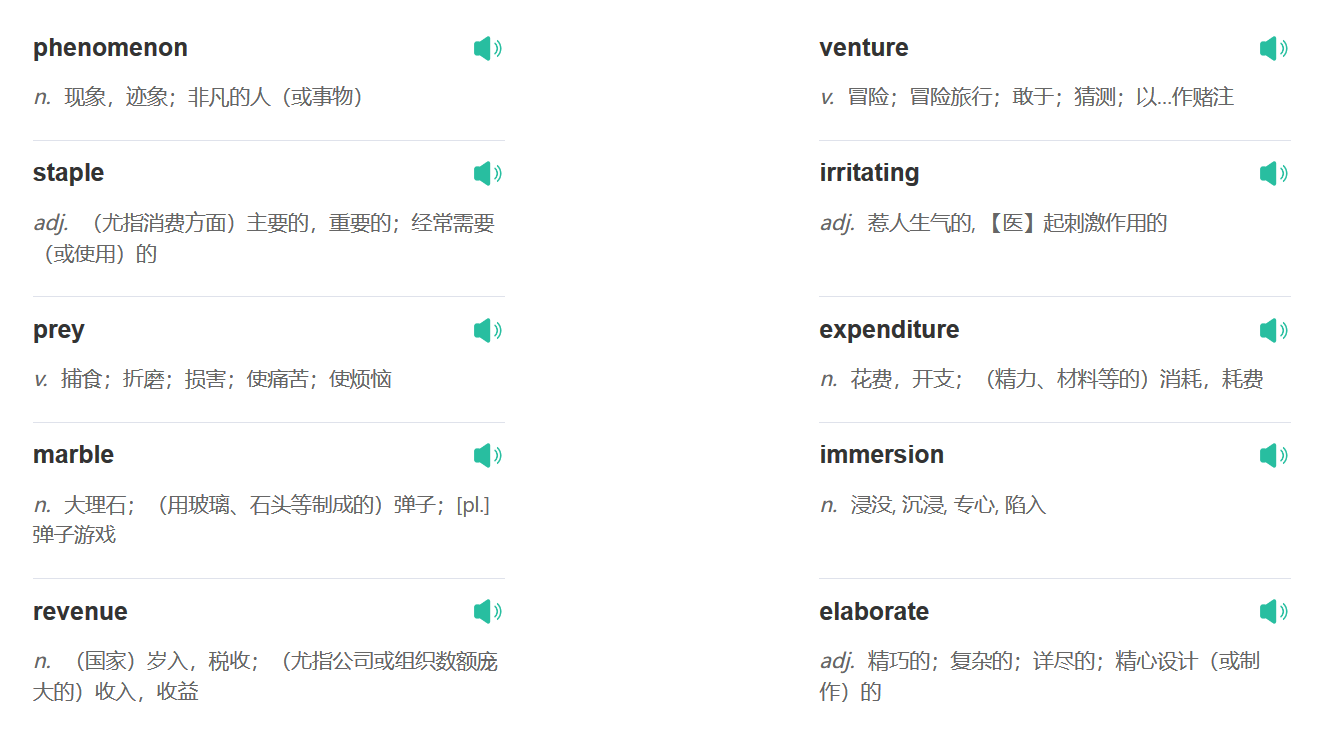 phenomenon
n. 现象，迹象；非凡的人（或事物）
venture
v. 冒险；冒险旅行；敢于；猜测；以...作赌注
staple
adj. （尤指消费方面）主要的，重要的；经常需要
（或使用）的
irritating
adj. 惹人生气的,【医】起刺激作用的
prey
v. 捕食；折磨；损害；使痛苦；使烦恼
expenditure
n. 花费，开支；（精力、材料等的）消耗，耗费
marble
n. 大理石；（用玻璃、石头等制成的）弹子；[pl.]
弹子游戏
immersion
n. 浸没, 沉浸, 专心, 陷入
revenue
n. （国家）岁入，税收；（尤指公司或组织数额庞
大的）收入，收益
elaborate
adj. 精巧的；复杂的；详尽的；精心设计（或制
作）的